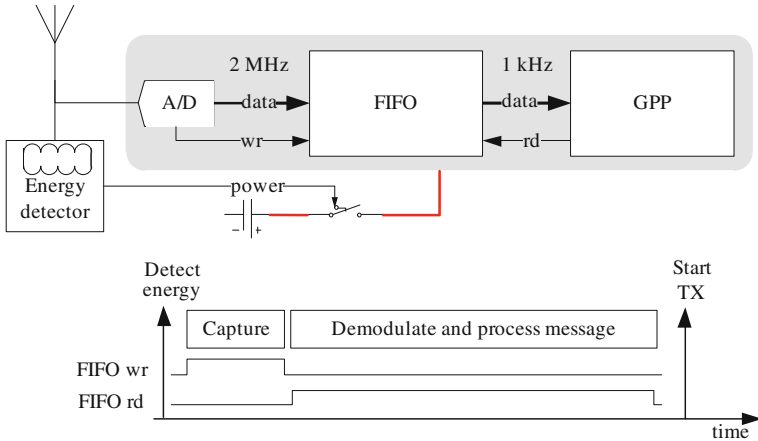 2 MHz
1 kHz
A/D
data
FIFO
data
GPP
wr
rd
Energy
detector
power
- +
Detect
energy
Start
TX
Capture
Demodulate and process message
FIFO wr
FIFO rd
time